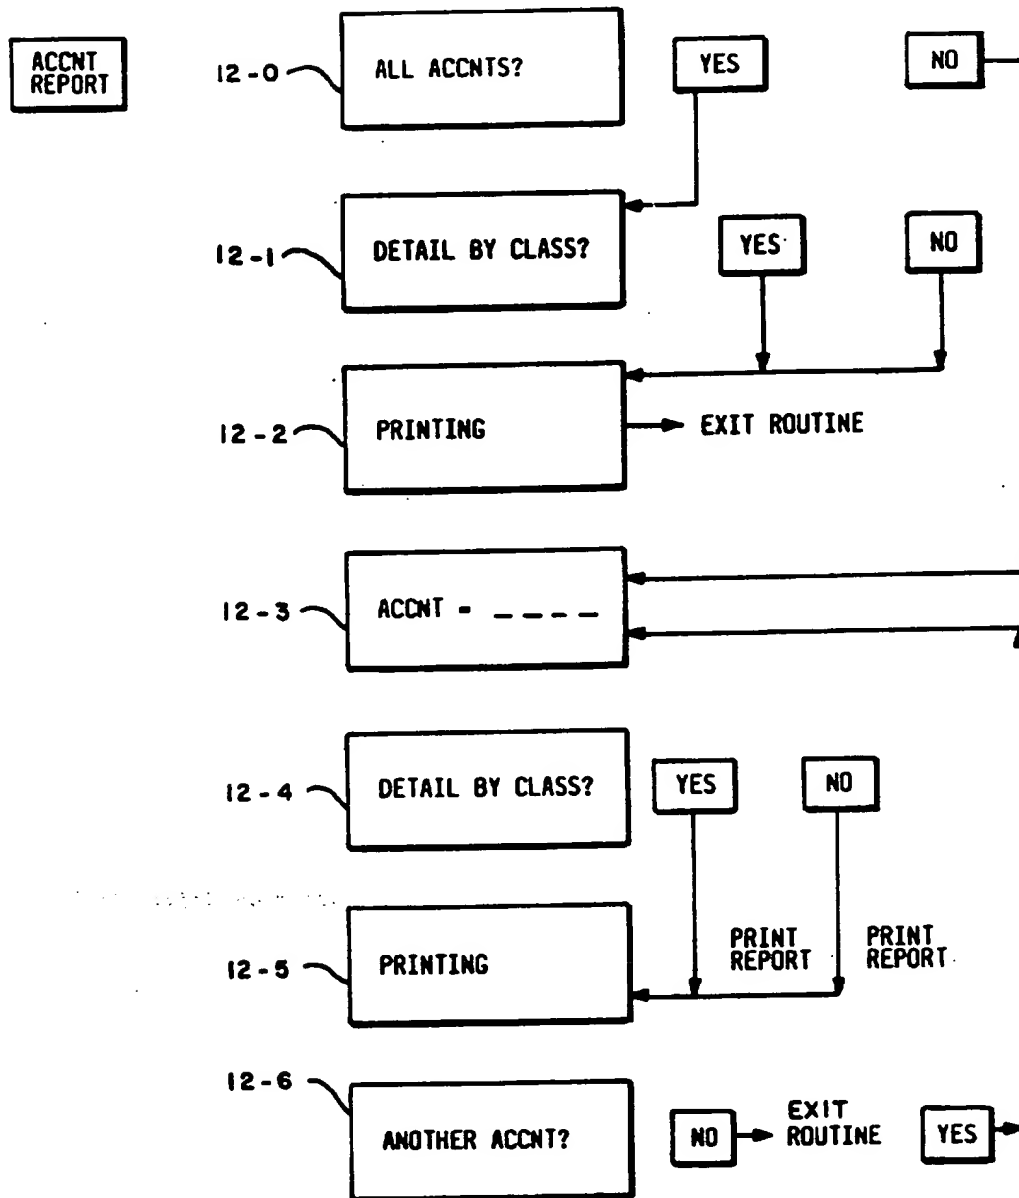 ACCNT
REPORT
12-0
ALL ACCNTS?
YES
NO
12-1
DETAIL BY CLASS?
YES
NO
12-2
PRINTING
EXIT ROUTINE
12-3
ACCNT = _ _ _ _
12-4
DETAIL BY CLASS?
YES
NO
12-5
PRINTING
PRINT
REPORT
PRINT
REPORT
12-6
ANOTHER ACCNT?
NO
EXIT
ROUTINE
YES